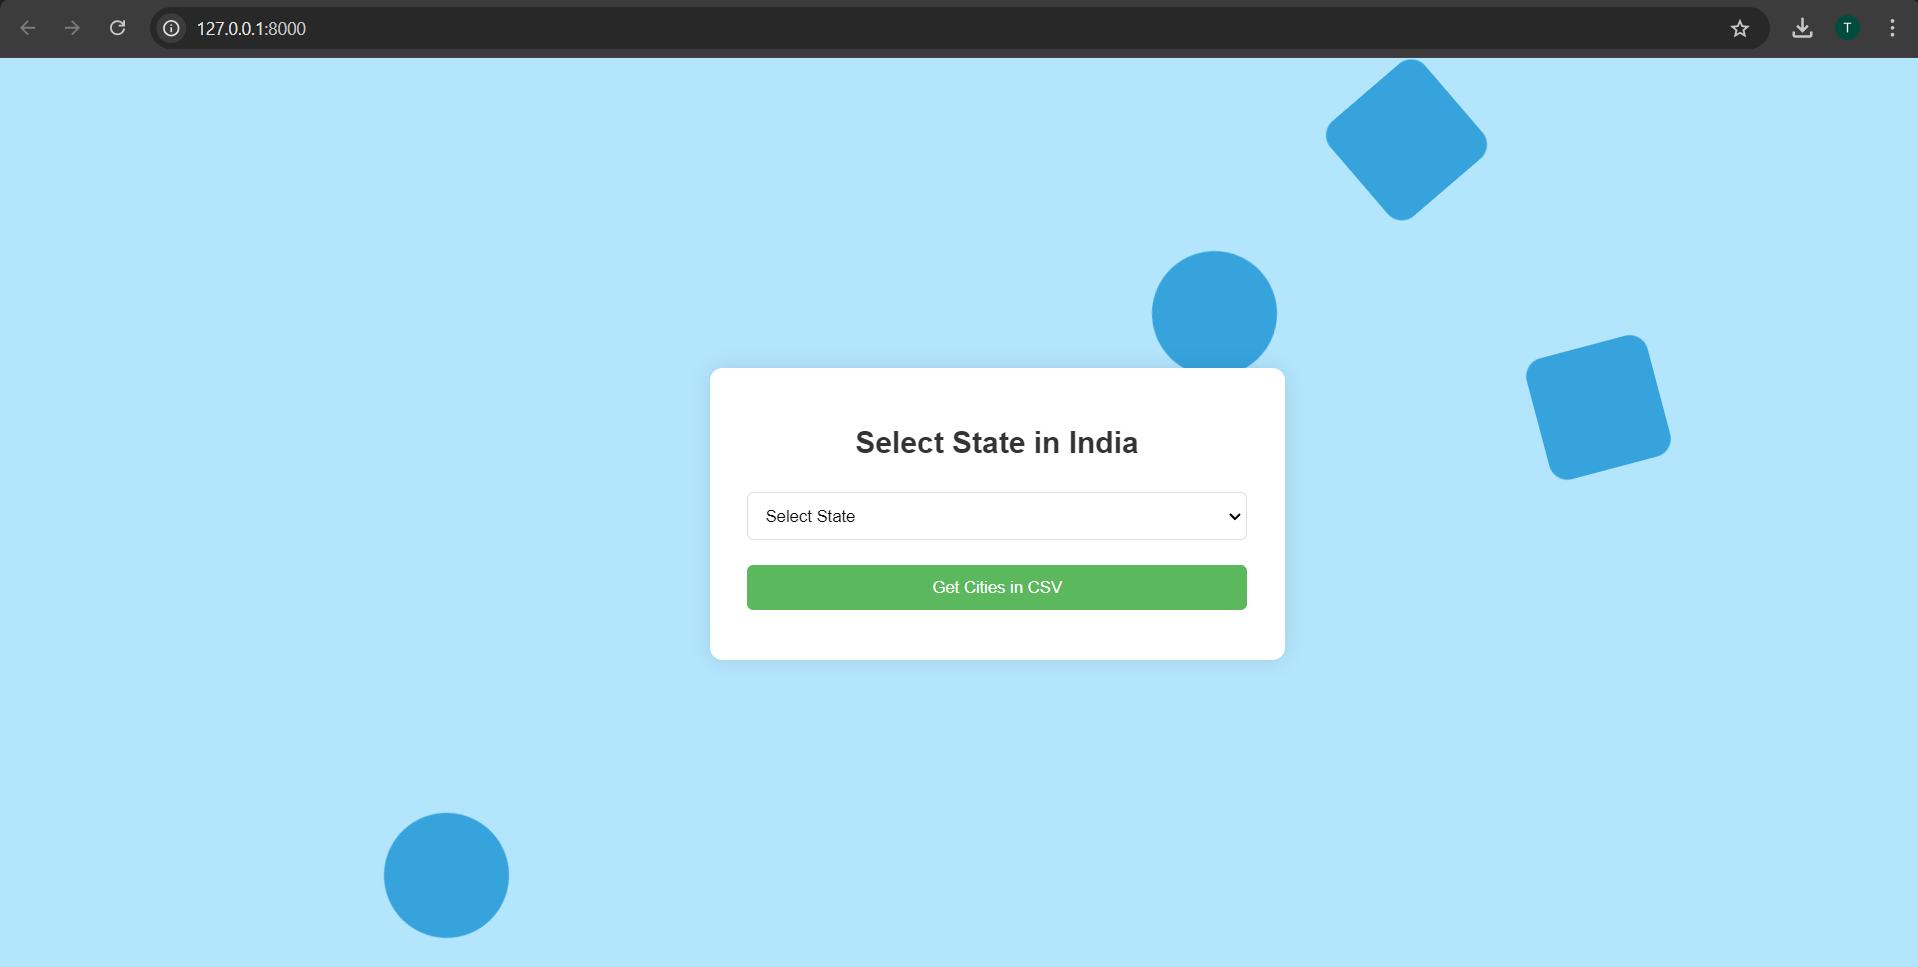 127.0.0.1:8000
T
Select State in India
Select State
Get Cities in CSV